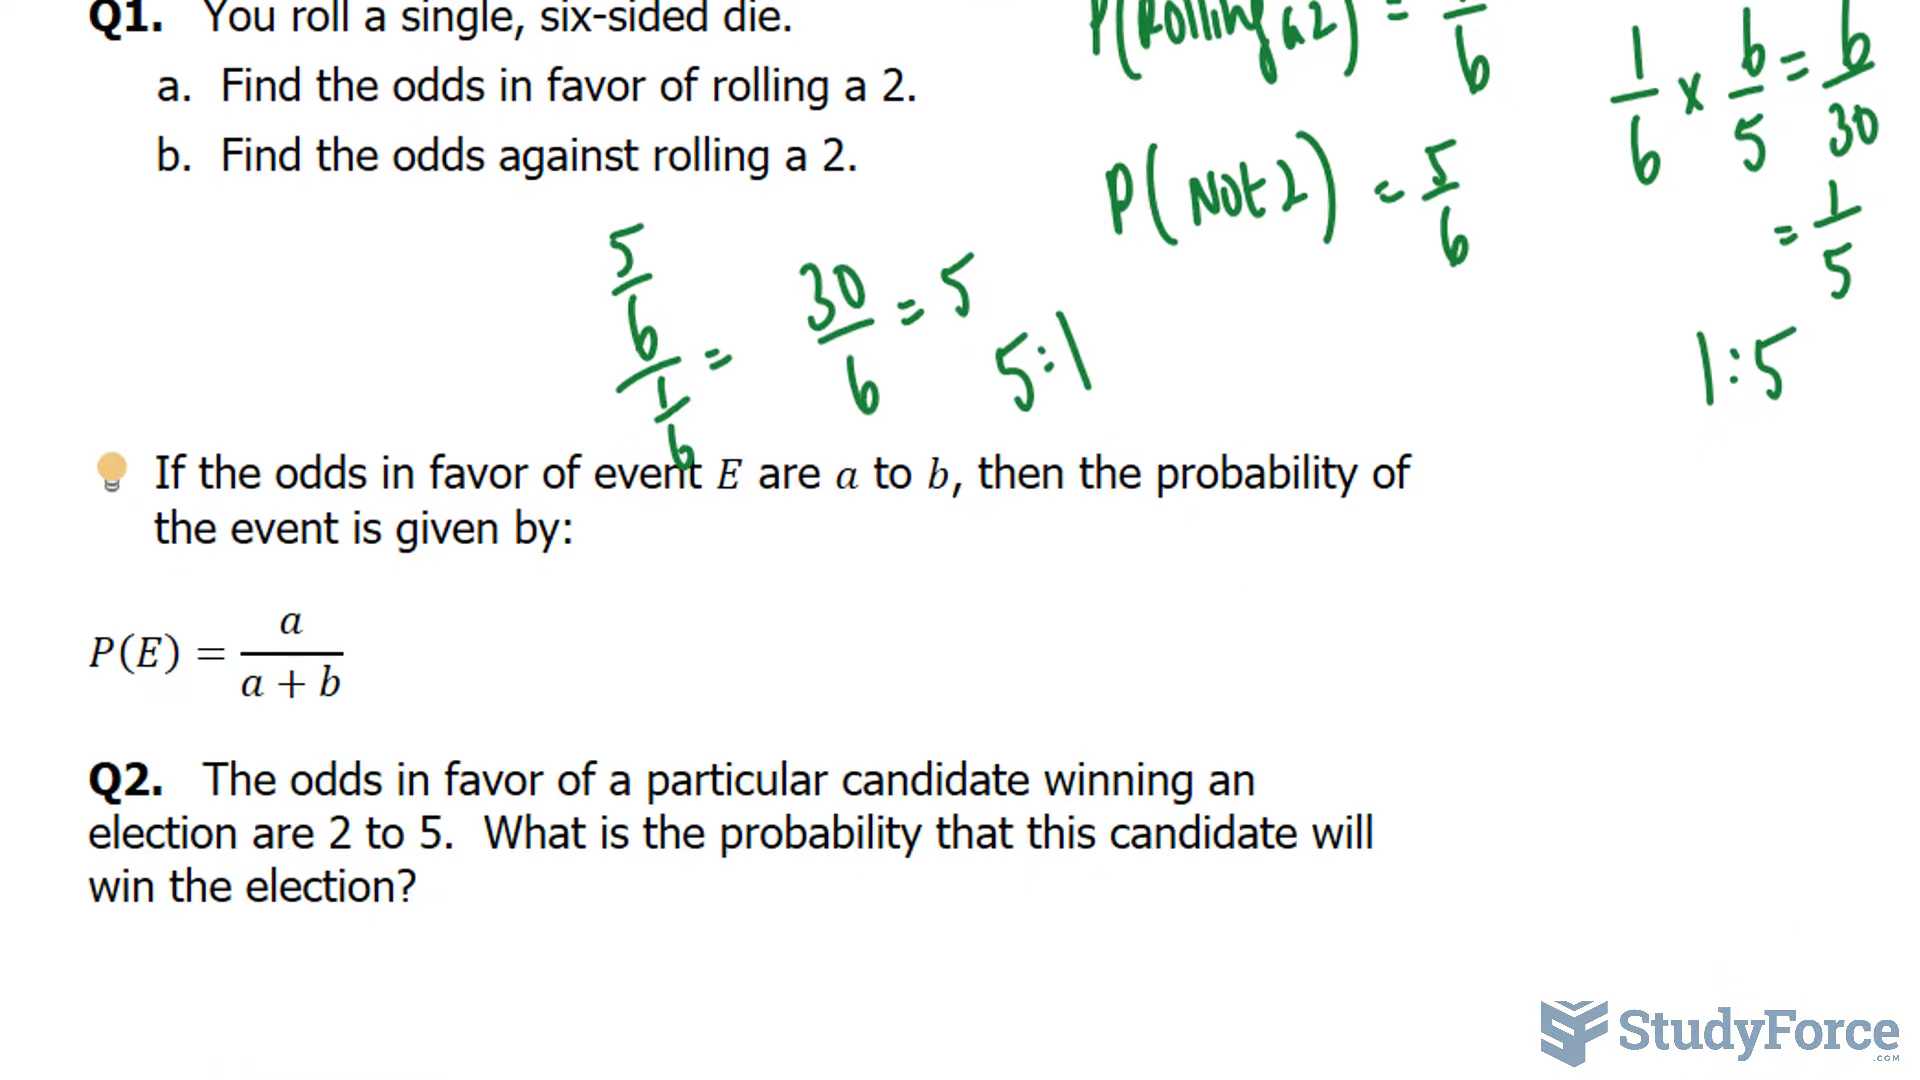 Q1. You roll a single, six-sided die.
P(Rolling a 2) = 1/6
1/6 x 6/5 = 6/30
a. Find the odds in favor of rolling a 2.
b. Find the odds against rolling a 2.
P(Not 2) = 5/6
= 1/5
5/6 / 1/6 = 30/6 = 5
5:1
1:5
If the odds in favor of event E are a to b, then the probability of
the event is given by:
P(E) = a / a + b
Q2. The odds in favor of a particular candidate winning an
election are 2 to 5. What is the probability that this candidate will
win the election?
StudyForce
.COM